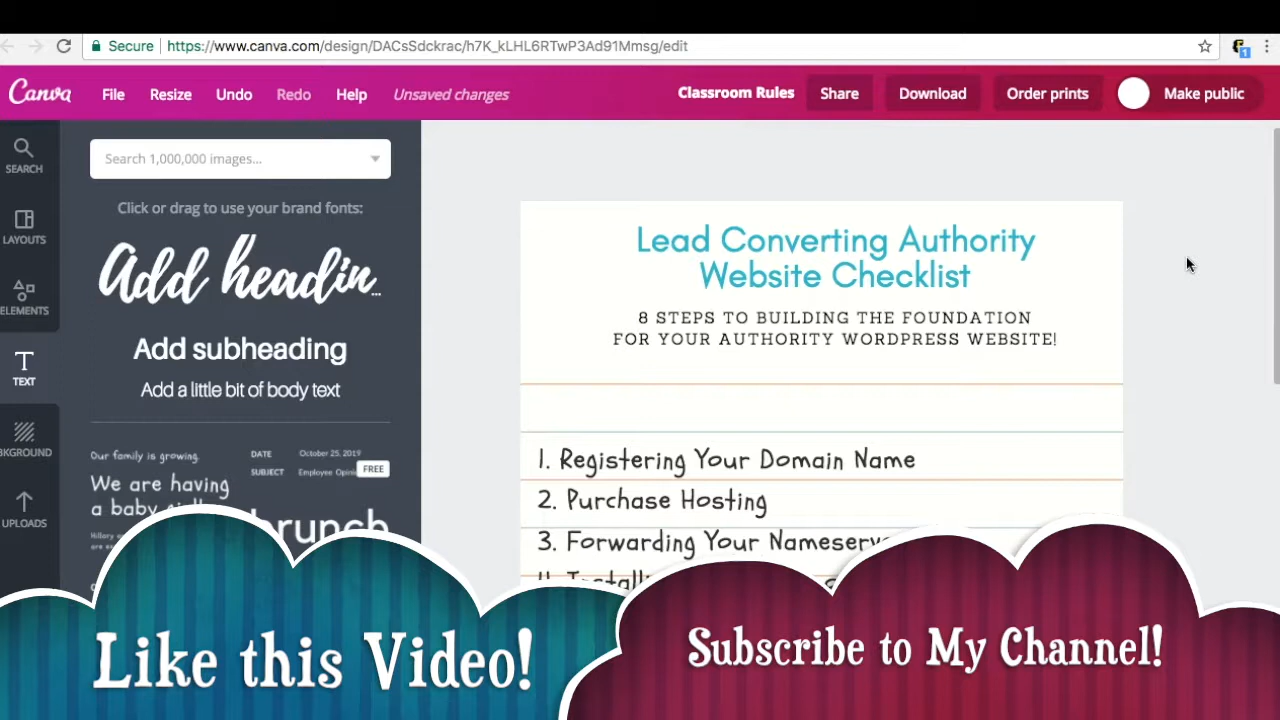 Secure
https://www.canva.com/design/DACsSdckrac/h7K_kLHL6RTwP3Ad91Mmsg/edit
1
Canva
File
Resize
Undo
Redo
Help
Unsaved changes
Classroom Rules
Share
Download
Order prints
Make public
SEARCH
LAYOUTS
ELEMENTS
T
TEXT
BKGROUND
UPLOADS
Search 1,000,000 images...
Click or drag to use your brand fonts:
Add headin...
Add subheading
Add a little bit of body text
Our family is growing.
We are having
a baby
DATE October 25, 2019
SUBJECT Employee
FREE
brunch
Lead Converting Authority
Website Checklist
8 STEPS TO BUILDING THE FOUNDATION
FOR YOUR AUTHORITY WORDPRESS WEBSITE!
1. Registering Your Domain Name
2. Purchase Hosting
3. Forwarding Your
Like this Video!
Subscribe to My Channel!